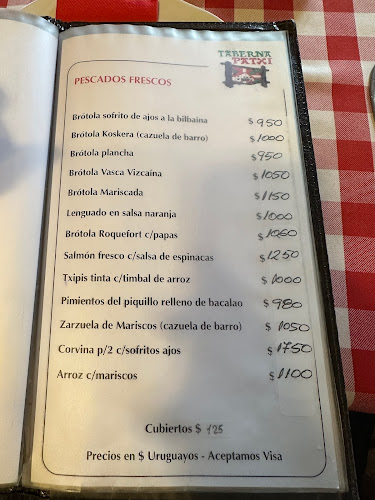 TABERNA
PATXI
PESCADOS FRESCOS
Brótola sofrito de ajos a la bilbaina $ 950
Brótola Koskera (cazuela de barro) $ 1000
Brótola plancha $ 950
Brótola Vasca Vizcaína $ 1050
Brótola Mariscada $ 1150
Lenguado en salsa naranja $ 1000
Brótola Roquefort c/papas $ 1050
Salmón fresco c/salsa de espinacas $ 1250
Txipis tinta c/timbal de arroz $ 1000
Pimientos del piquillo relleno de bacalao $ 980
Zarzuela de Mariscos (cazuela de barro) $ 1050
Corvina p/2 c/sofritos ajos $ 1750
Arroz c/mariscos $ 1100
Cubiertos $ 125
Precios en $ Uruguayos - Aceptamos Visa